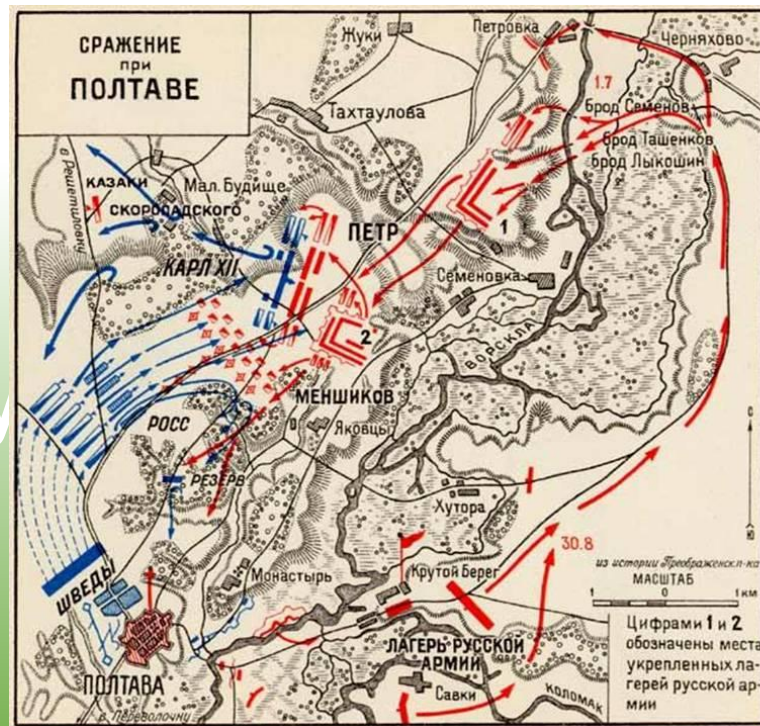 СРАЖЕНИЕ
при
ПОЛТАВЕ
Жуки
Петровка
Черняхово
Тахтаулова
1.7
брод Семенов
брод Ташенков
брод Лыкошин
в Решетиловку
КАЗАКИ
СКОРОПАДСКОГО
Мал. Будище
ПЕТР
1
КАРЛ XII
Семеновка
2
ВОРСКЛА
МЕНШИКОВ
РОСС
Яковцы
РЕЗЕРВ
Хутора
30.8
С
Ю
ШВЕДЫ
Монастырь
Крутой Берег
из истории Преображенск. п-ка
МАСШТАБ
1 0 1 км
ЛАГЕРЬ РУССКОЙ
АРМИИ
ПОЛТАВА
Савки
КОЛОМАК
в Переволочну
Цифрами 1 и 2
обозначены места
укрепленных ла-
герей русской ар-
мии